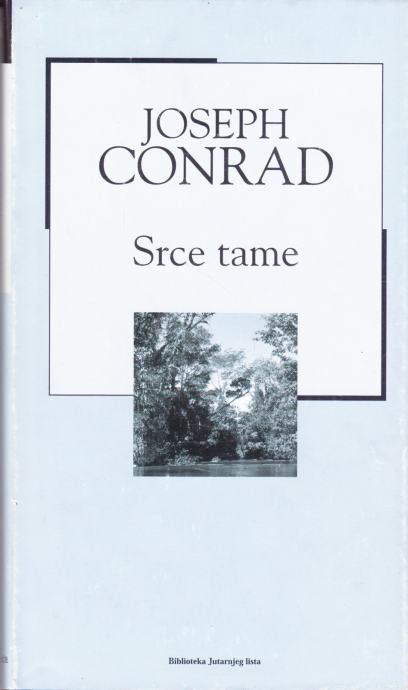 JOSEPH
CONRAD
Srce tame
Biblioteka Jutarnjeg lista